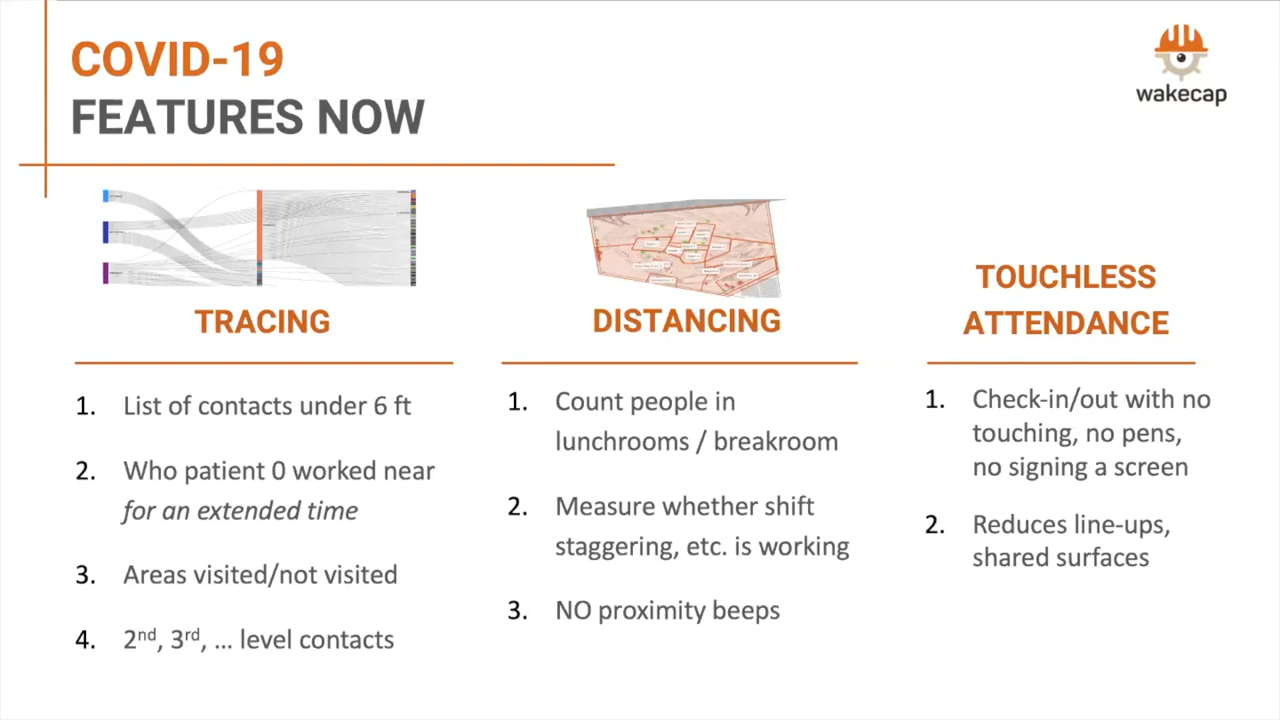 COVID-19
FEATURES NOW
wakecap
TRACING
1. List of contacts under 6 ft
2. Who patient 0 worked near
for an extended time
3. Areas visited/not visited
4. 2nd, 3rd, … level contacts
DISTANCING
1. Count people in
lunchrooms / breakroom
2. Measure whether shift
staggering, etc. is working
3. NO proximity beeps
TOUCHLESS
ATTENDANCE
1. Check-in/out with no
touching, no pens,
no signing a screen
2. Reduces line-ups,
shared surfaces